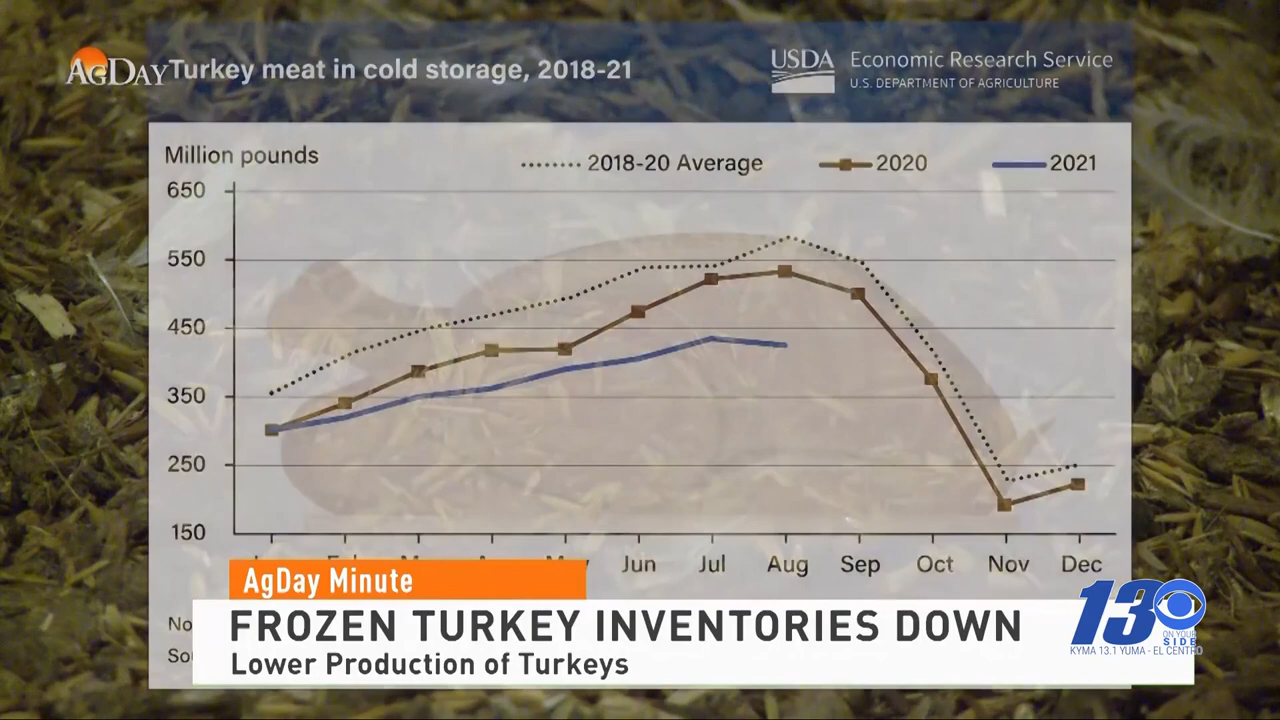 AGDAY Turkey meat in cold storage, 2018-21
USDA Economic Research Service
U.S. DEPARTMENT OF AGRICULTURE
Million pounds
2018-20 Average 2020 2021
650
550
450
350
250
150
Jun Jul Aug Sep Oct Nov Dec
AgDay Minute
FROZEN TURKEY INVENTORIES DOWN
Lower Production of Turkeys
13
ON YOUR
SIDE
KYMA 13.1 YUMA - EL CENTRO